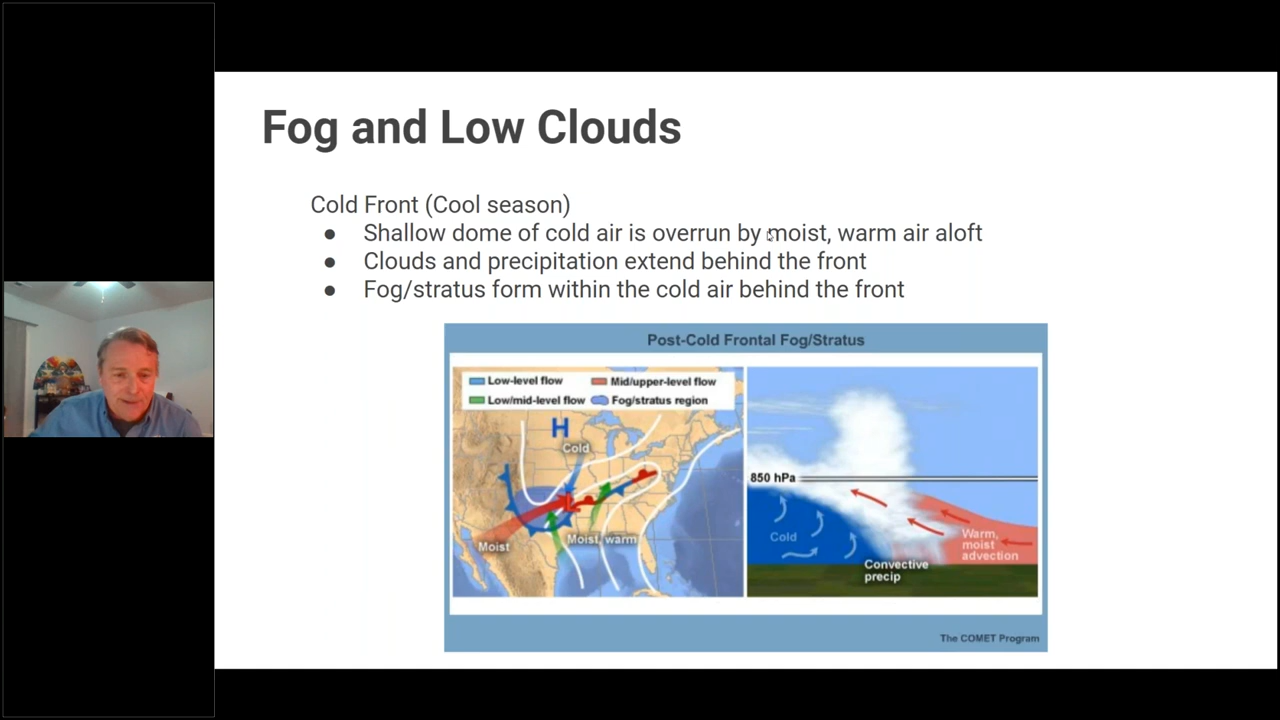 Fog and Low Clouds
Cold Front (Cool season)
● Shallow dome of cold air is overrun by moist, warm air aloft
● Clouds and precipitation extend behind the front
● Fog/stratus form within the cold air behind the front
Post-Cold Frontal Fog/Stratus
Low-level flow
Mid/upper-level flow
Low/mid-level flow
Fog/stratus region
H
Cold
L
Moist
Moist, warm
850 hPa
Cold
Warm,
moist
advection
Convective
precip
The COMET Program